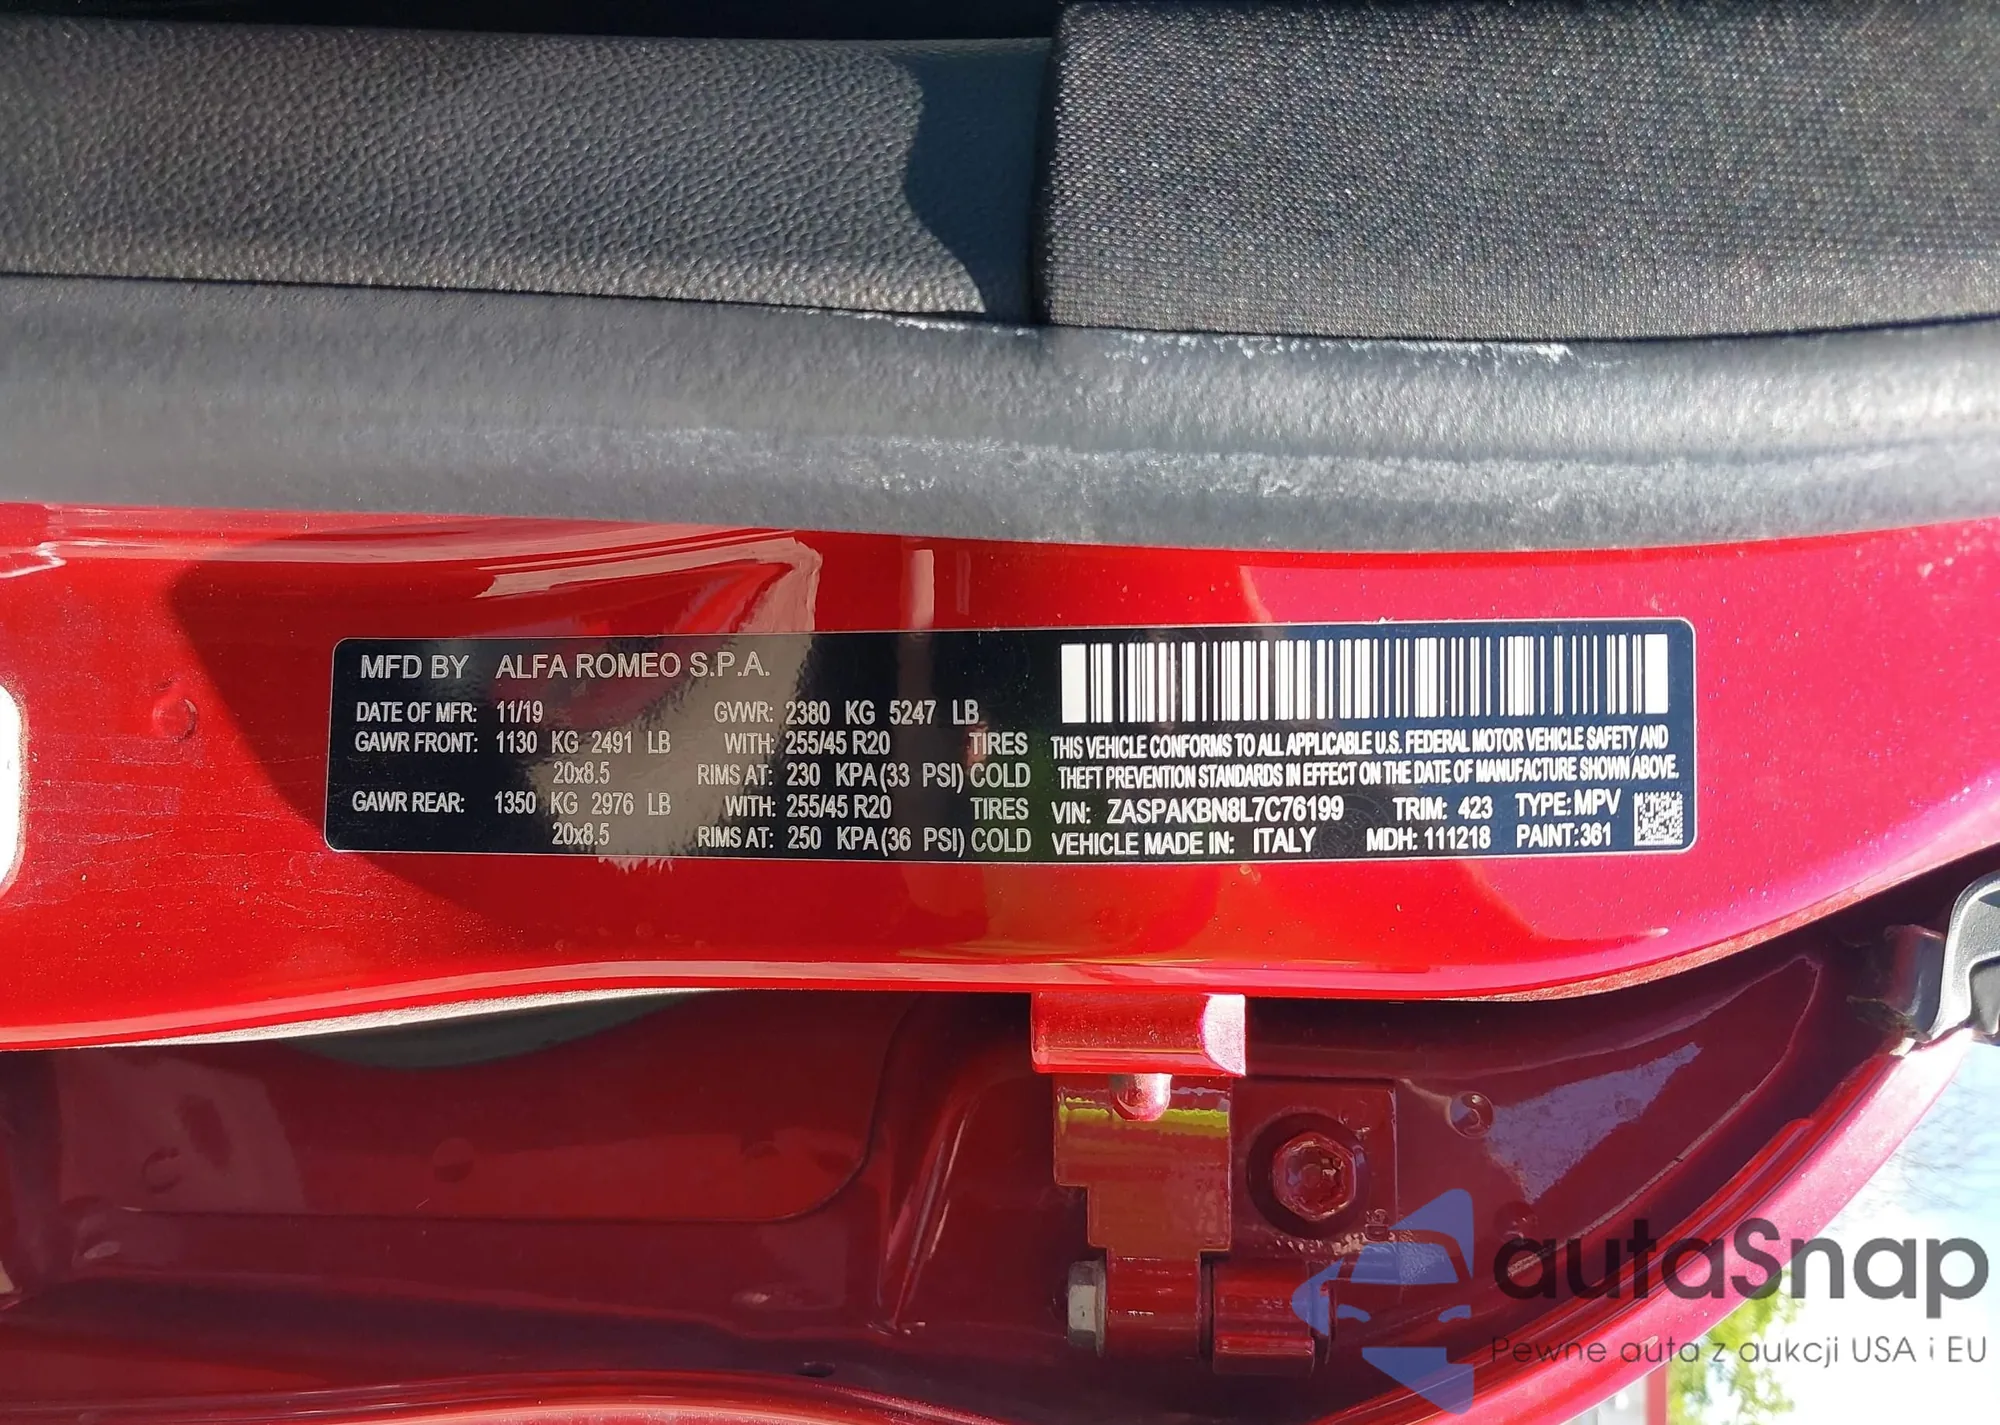 MFD BY ALFA ROMEO S.P.A.
DATE OF MFR: 11/19 GVWR: 2380 KG 5247 LB
GAWR FRONT: 1130 KG 2491 LB WITH: 255/45 R20 TIRES
20x8.5 RIMS AT: 230 KPA (33 PSI) COLD
GAWR REAR: 1350 KG 2976 LB WITH: 255/45 R20 TIRES
20x8.5 RIMS AT: 250 KPA (36 PSI) COLD
THIS VEHICLE CONFORMS TO ALL APPLICABLE U.S. FEDERAL MOTOR VEHICLE SAFETY AND
THEFT PREVENTION STANDARDS IN EFFECT ON THE DATE OF MANUFACTURE SHOWN ABOVE.
VIN: ZASPAKBN8L7C76199 TRIM: 423 TYPE: MPV
VEHICLE MADE IN: ITALY MDH: 111218 PAINT: 361
autaSnap
Pewne auta z aukcji USA i EU